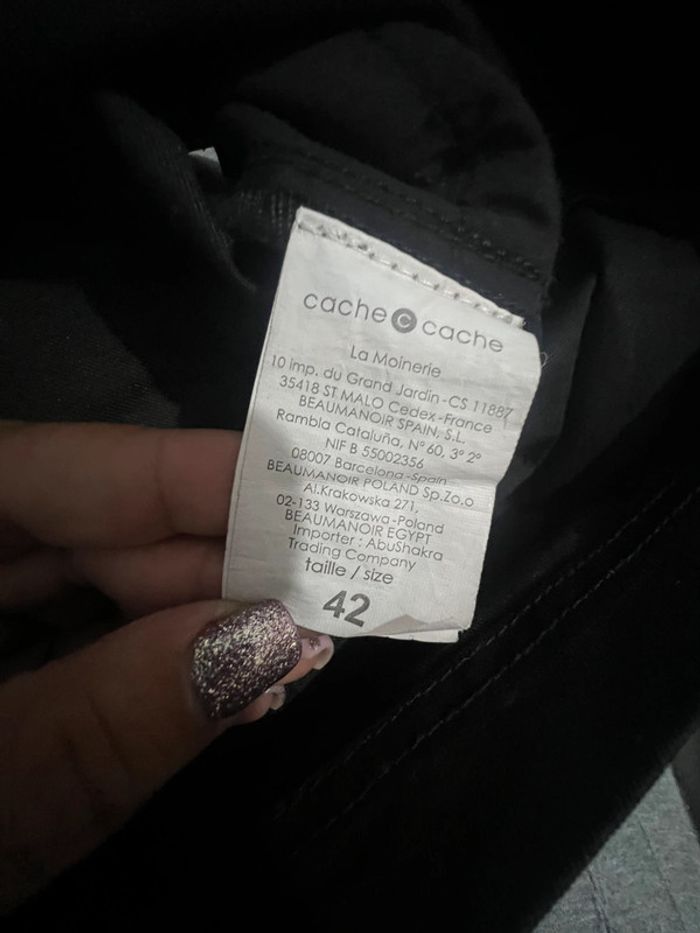 cache c cache
La Moinerie
10 imp. du Grand Jardin-CS 11887
35418 ST MALO Cedex-France
BEAUMANOIR SPAIN, S.L.
Rambla Cataluña, Nº 60, 3º 2º
NIF B 55002356
08007 Barcelona-Spain
BEAUMANOIR POLAND Sp.Zo.o
Al.Krakowska 271,
02-133 Warszawa-Poland
BEAUMANOIR EGYPT
Importer : AbuShakra
Trading Company
taille / size
42